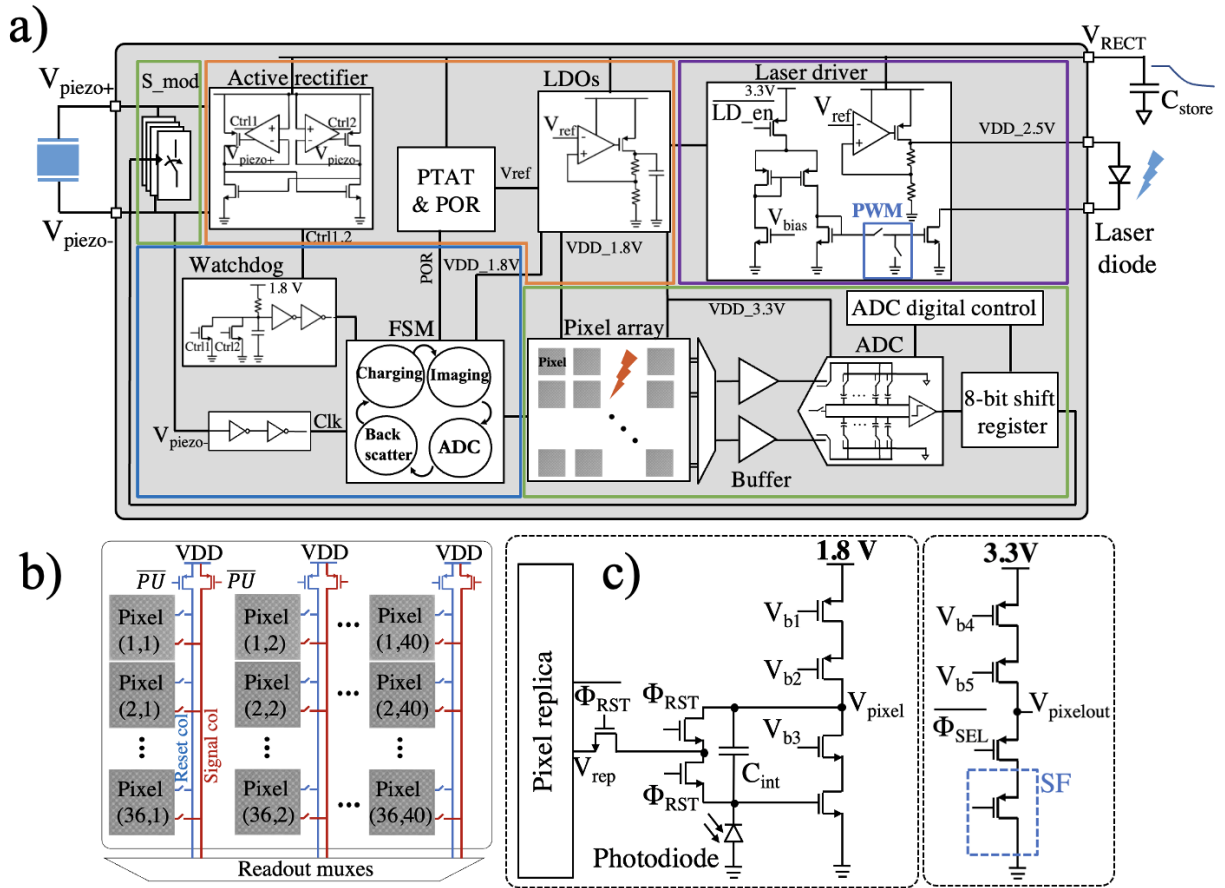 a)
V_RECT
V_piezo+
S_mod
Active rectifier
LDOs
Laser driver
C_store
Ctrl1
Ctrl2
V_piezo+
V_piezo-
V_ref
3.3V
LD_en
V_ref
VDD_2.5V
PTAT
& POR
Vref
PWM
V_bias
V_piezo-
Laser
diode
Ctrl1,2
VDD_1.8V
Watchdog
1.8 V
POR
VDD_1.8V
VDD_3.3V
ADC digital control
Ctrl1
Ctrl2
FSM
Pixel array
ADC
Charging
Imaging
Pixel
8-bit shift
register
V_piezo-
Clk
Back
scatter
ADC
Buffer
b)
VDD
VDD
VDD
PU
PU
Pixel
(1,1)
Pixel
(1,2)
...
Pixel
(1,40)
Pixel
(2,1)
Pixel
(2,2)
...
Pixel
(2,40)
Reset col
Signal col
Pixel
(36,1)
Pixel
(36,2)
...
Pixel
(36,40)
Readout muxes
c)
1.8 V
3.3V
Pixel replica
V_b1
V_b2
V_b4
V_b5
Φ_RST
Φ_RST
V_pixel
V_pixelout
V_b3
Φ_SEL
V_rep
C_int
Φ_RST
SF
Photodiode